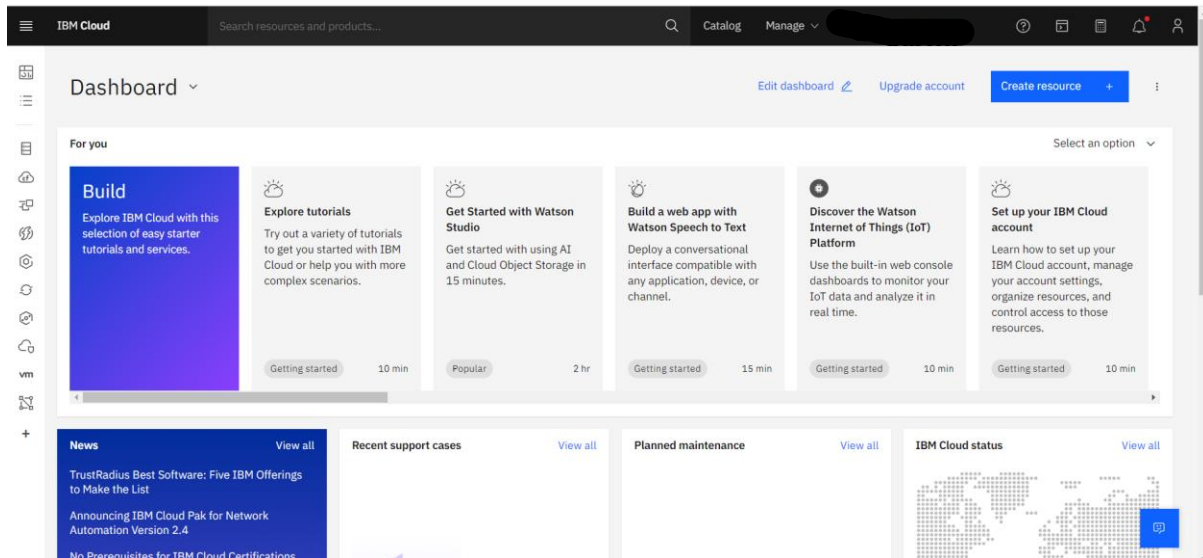 IBM Cloud
Search resources and products...
Catalog
Manage
Dashboard
Edit dashboard
Upgrade account
Create resource +
For you
Select an option
Build
Explore IBM Cloud with this
selection of easy starter
tutorials and services.
Explore tutorials
Try out a variety of tutorials
to get you started with IBM
Cloud or help you with more
complex scenarios.
Getting started
10 min
Get Started with Watson
Studio
Get started with using AI
and Cloud Object Storage in
15 minutes.
Popular
2 hr
Build a web app with
Watson Speech to Text
Deploy a conversational
interface compatible with
any application, device, or
channel.
Getting started
15 min
Discover the Watson
Internet of Things (IoT)
Platform
Use the built-in web console
dashboards to monitor your
IoT data and analyze it in
real time.
Getting started
10 min
Set up your IBM Cloud
account
Learn how to set up your
IBM Cloud account, manage
your account settings,
organize resources, and
control access to those
resources.
Getting started
10 min
vm
News
View all
TrustRadius Best Software: Five IBM Offerings
to Make the List
Announcing IBM Cloud Pak for Network
Automation Version 2.4
No Prerequisites for IBM Cloud Certifications
Recent support cases
View all
Planned maintenance
View all
IBM Cloud status
View all